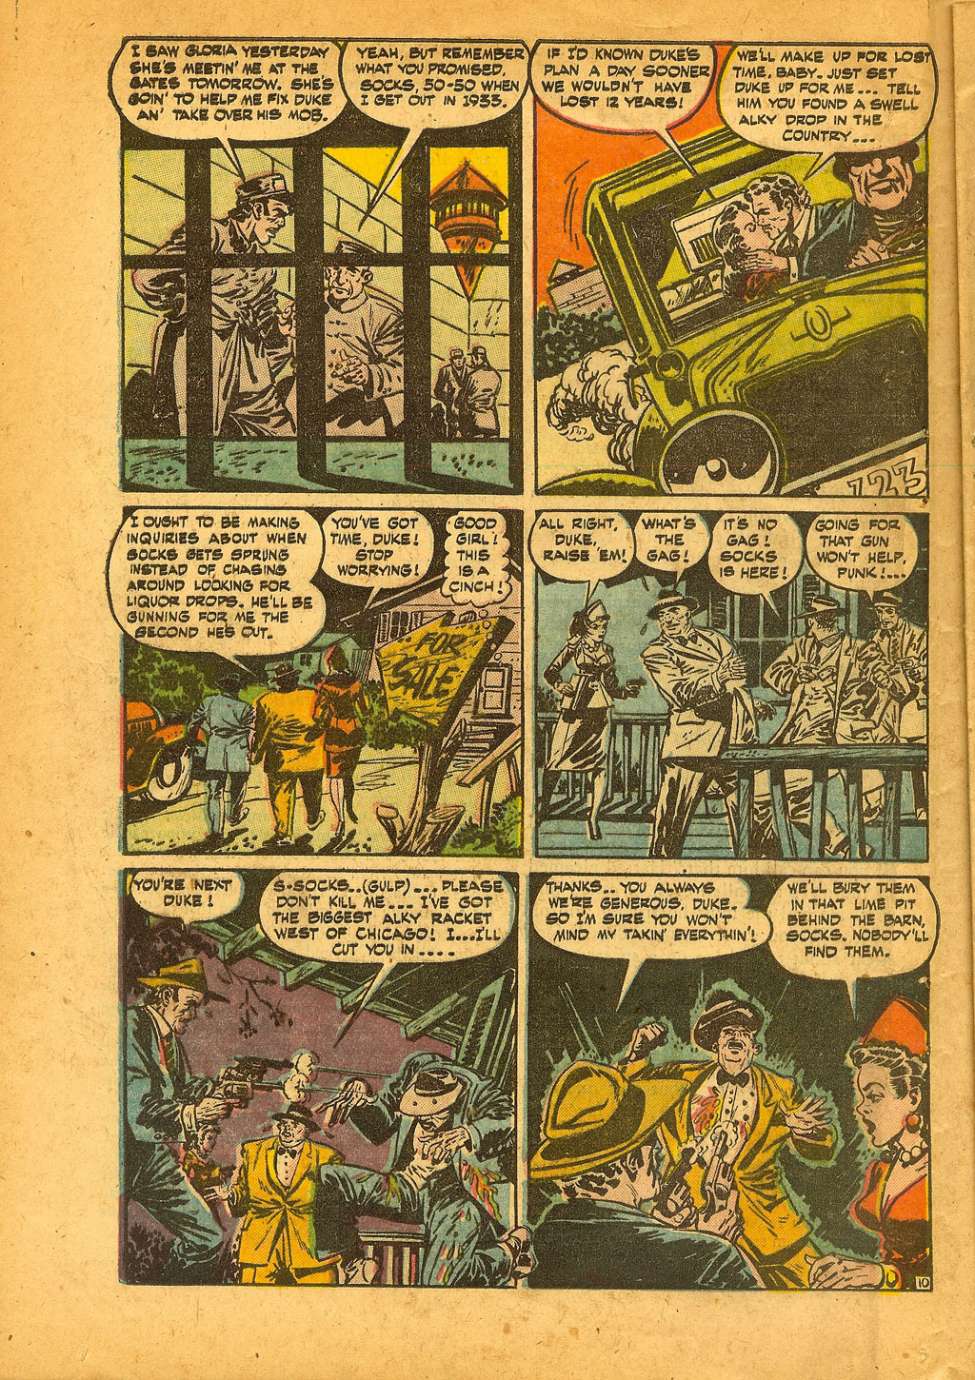 I SAW GLORIA YESTERDAY
SHE'S MEETIN' ME AT THE
GATES TOMORROW. SHE'S
GOIN' TO HELP ME FIX DUKE
AN' TAKE OVER HIS MOB.
YEAH, BUT REMEMBER
WHAT YOU PROMISED,
SOCKS, 50-50 WHEN
I GET OUT IN 1933.
IF I'D KNOWN DUKE'S
PLAN A DAY SOONER
WE WOULDN'T HAVE
LOST 12 YEARS!
WE'LL MAKE UP FOR LOST
TIME, BABY. JUST SET
DUKE UP FOR ME... TELL
HIM YOU FOUND A SWELL
ALKY DROP IN THE
COUNTRY...
123
I OUGHT TO BE MAKING
INQUIRIES ABOUT WHEN
SOCKS GETS SPRUNG
INSTEAD OF CHASING
AROUND LOOKING FOR
LIQUOR DROPS. HE'LL BE
GUNNING FOR ME THE
SECOND HE'S OUT.
YOU'VE GOT
TIME, DUKE!
STOP
WORRYING!
GOOD
GIRL!
THIS
IS A
CINCH!
FOR
SALE
ALL RIGHT,
DUKE,
RAISE 'EM!
WHAT'S
THE
GAG!
IT'S NO
GAG!
SOCKS
IS HERE!
GOING FOR
THAT GUN
WON'T HELP,
PUNK!...
YOU'RE NEXT
DUKE!
S-SOCKS..(GULP)... PLEASE
DON'T KILL ME... I'VE GOT
THE BIGGEST ALKY RACKET
WEST OF CHICAGO! I...I'LL
CUT YOU IN....
THANKS.. YOU ALWAYS
WERE GENEROUS, DUKE.
SO I'M SURE YOU WON'T
MIND MY TAKIN' EVERYTHIN'!
WE'LL BURY THEM
IN THAT LIME PIT
BEHIND THE BARN,
SOCKS. NOBODY'LL
FIND THEM.
10